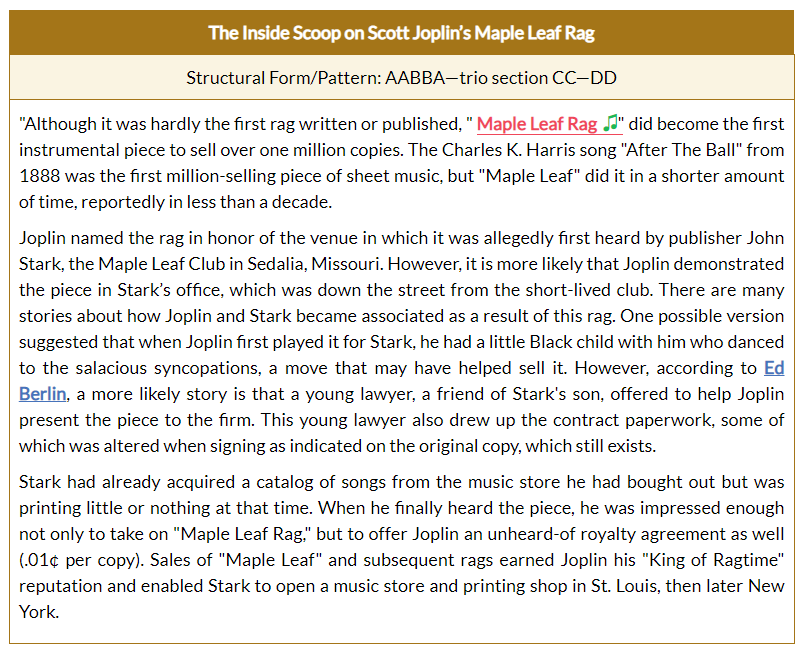 The Inside Scoop on Scott Joplin's Maple Leaf Rag
Structural Form/Pattern: AABBA—trio section CC—DD
"Although it was hardly the first rag written or published, " Maple Leaf Rag 🎵" did become the first
instrumental piece to sell over one million copies. The Charles K. Harris song "After The Ball" from
1888 was the first million-selling piece of sheet music, but "Maple Leaf" did it in a shorter amount
of time, reportedly in less than a decade.
Joplin named the rag in honor of the venue in which it was allegedly first heard by publisher John
Stark, the Maple Leaf Club in Sedalia, Missouri. However, it is more likely that Joplin demonstrated
the piece in Stark's office, which was down the street from the short-lived club. There are many
stories about how Joplin and Stark became associated as a result of this rag. One possible version
suggested that when Joplin first played it for Stark, he had a little Black child with him who danced
to the salacious syncopations, a move that may have helped sell it. However, according to Ed
Berlin, a more likely story is that a young lawyer, a friend of Stark's son, offered to help Joplin
present the piece to the firm. This young lawyer also drew up the contract paperwork, some of
which was altered when signing as indicated on the original copy, which still exists.
Stark had already acquired a catalog of songs from the music store he had bought out but was
printing little or nothing at that time. When he finally heard the piece, he was impressed enough
not only to take on "Maple Leaf Rag," but to offer Joplin an unheard-of royalty agreement as well
(.01¢ per copy). Sales of "Maple Leaf" and subsequent rags earned Joplin his "King of Ragtime"
reputation and enabled Stark to open a music store and printing shop in St. Louis, then later New
York.